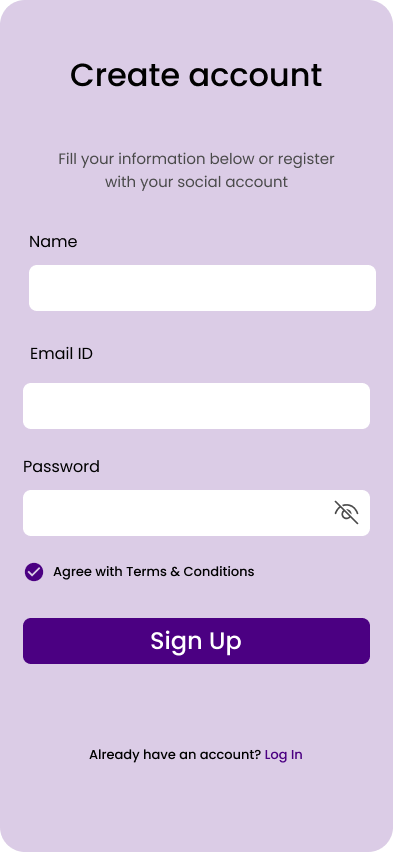 Create account
Fill your information below or register
with your social account
Name
Email ID
Password
Agree with Terms & Conditions
Sign Up
Already have an account? Log In